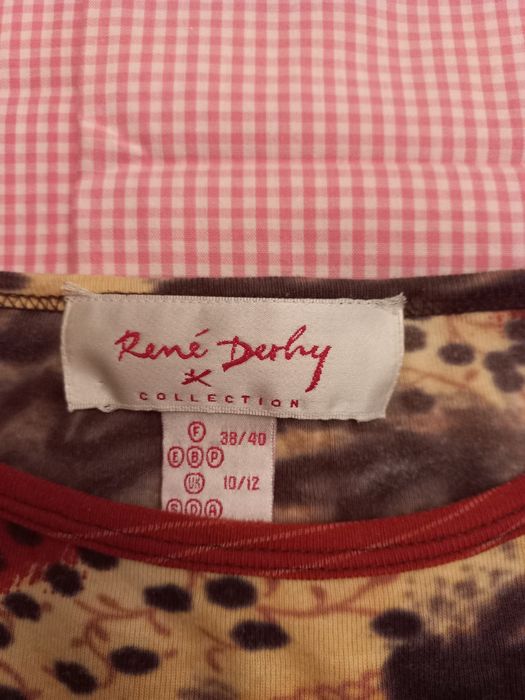 René Derhy
COLLECTION
F 38/40
E B P
UK 10/12
S D A